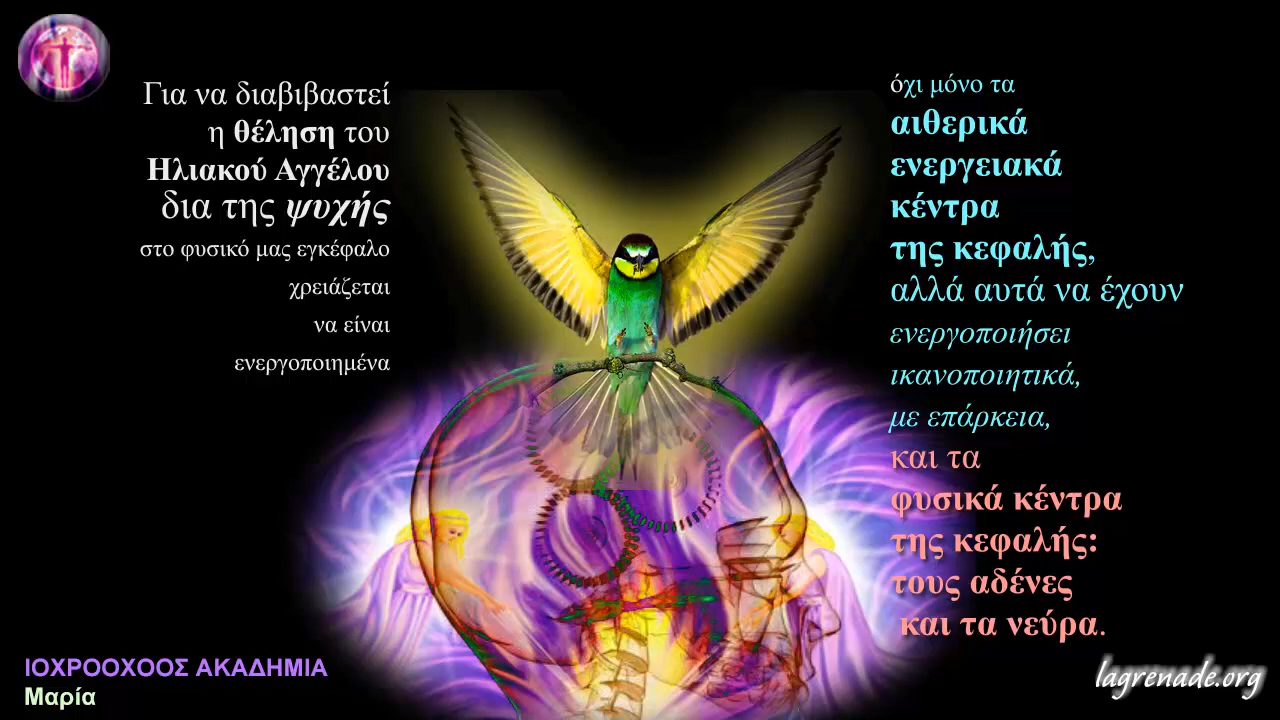 Για να διαβιβαστεί
η θέληση του
Ηλιακού Αγγέλου
δια της ψυχής
στο φυσικό μας εγκέφαλο
χρειάζεται
να είναι
ενεργοποιημένα
όχι μόνο τα
αιθερικά
ενεργειακά
κέντρα
της κεφαλής,
αλλά αυτά να έχουν
ενεργοποιήσει
ικανοποιητικά,
με επάρκεια,
και τα
φυσικά κέντρα
της κεφαλής:
τους αδένες
και τα νεύρα.
ΙΟΧΡΟΟΧΟΟΣ ΑΚΑΔΗΜΙΑ
Μαρία
lagrenade.org